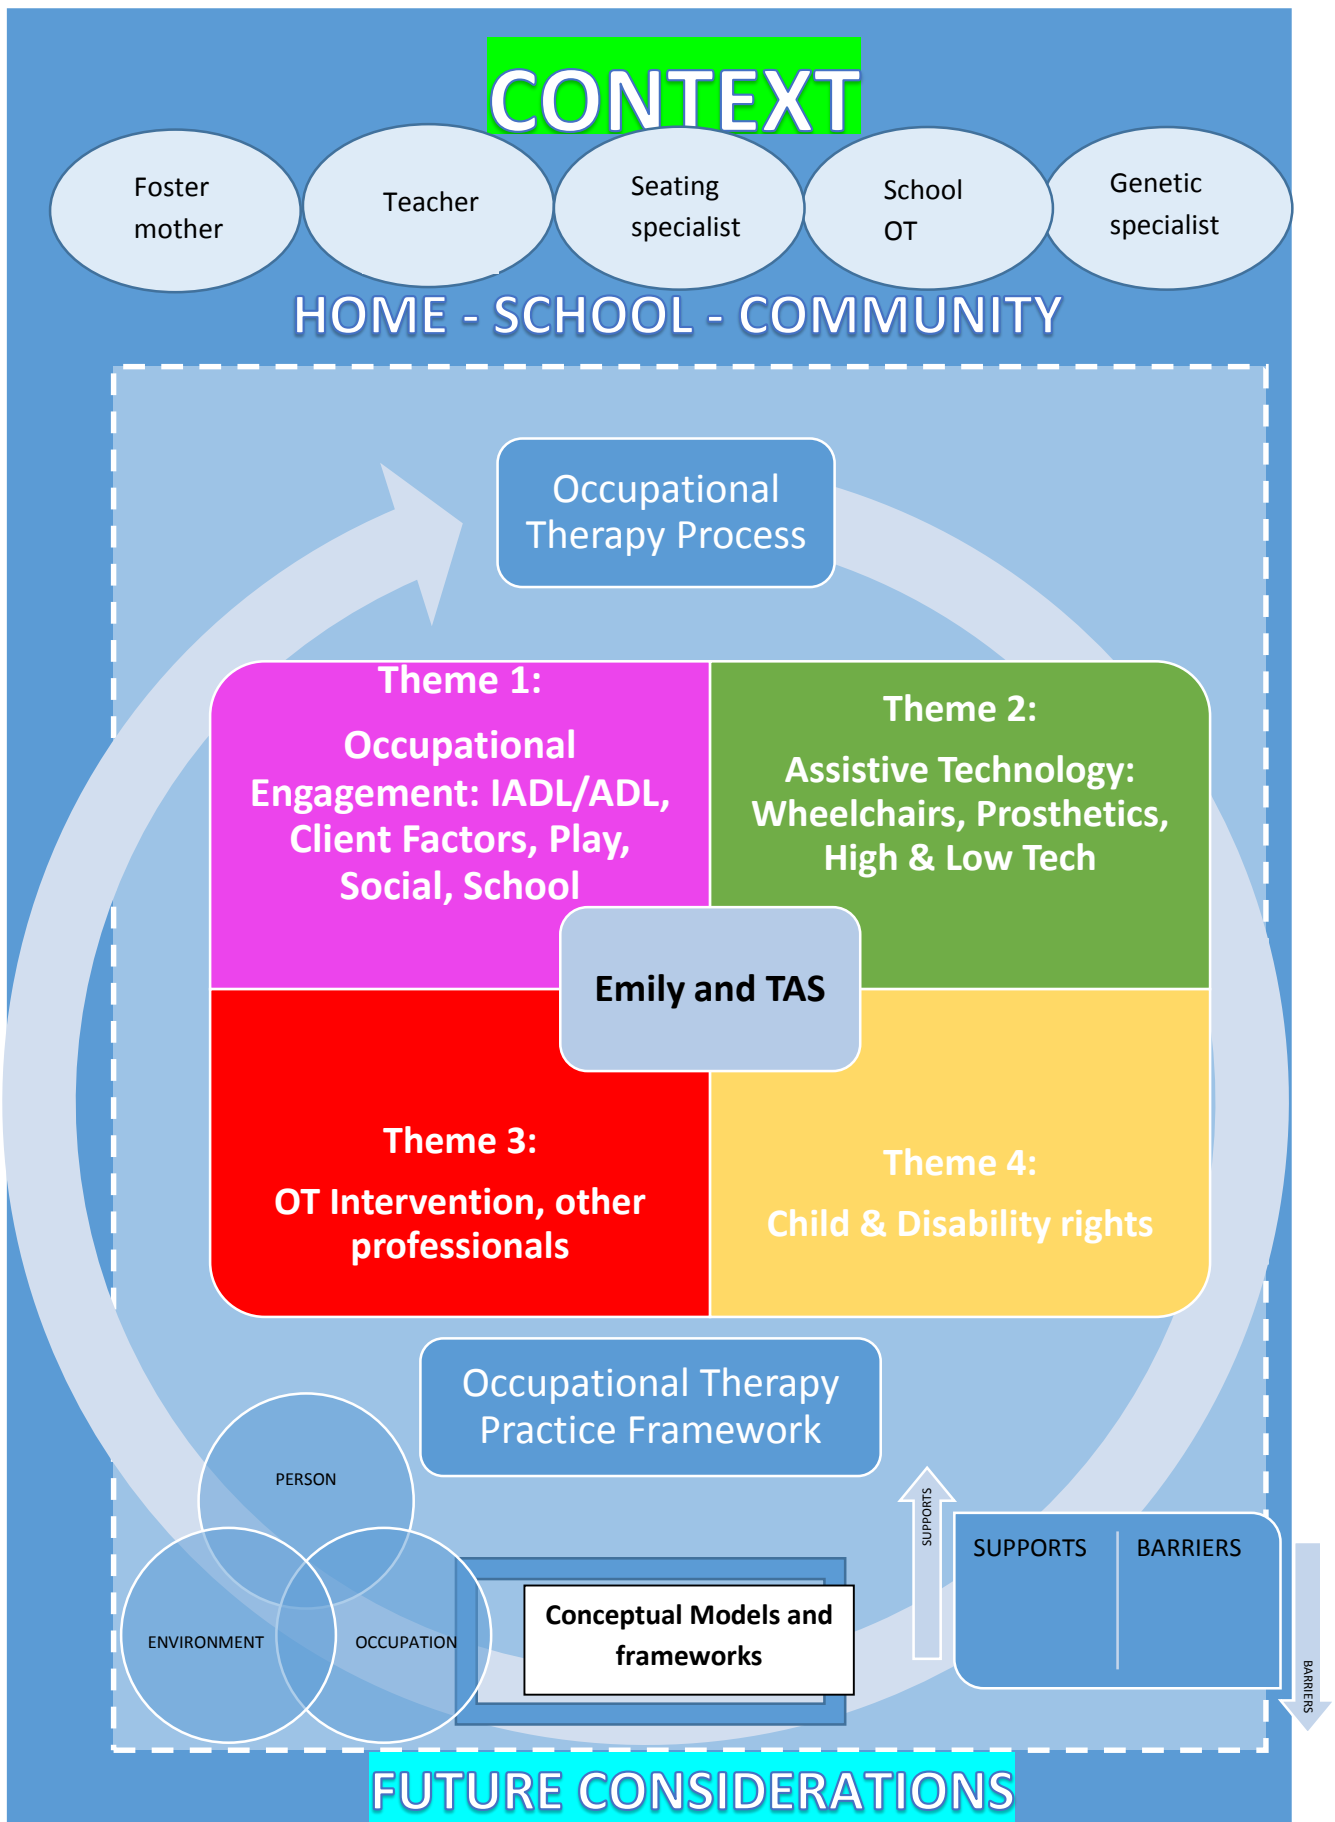 CONTEXT
Foster
mother
Teacher
Seating
specialist
School
OT
Genetic
specialist
HOME - SCHOOL - COMMUNITY
Occupational
Therapy Process
Theme 1:
Occupational
Engagement: IADL/ADL,
Client Factors, Play,
Social, School
Theme 2:
Assistive Technology:
Wheelchairs, Prosthetics,
High & Low Tech
Emily and TAS
Theme 3:
OT Intervention, other
professionals
Theme 4:
Child & Disability rights
Occupational Therapy
Practice Framework
PERSON
ENVIRONMENT
OCCUPATION
Conceptual Models and
frameworks
SUPPORTS
SUPPORTS
BARRIERS
BARRIERS
FUTURE CONSIDERATIONS